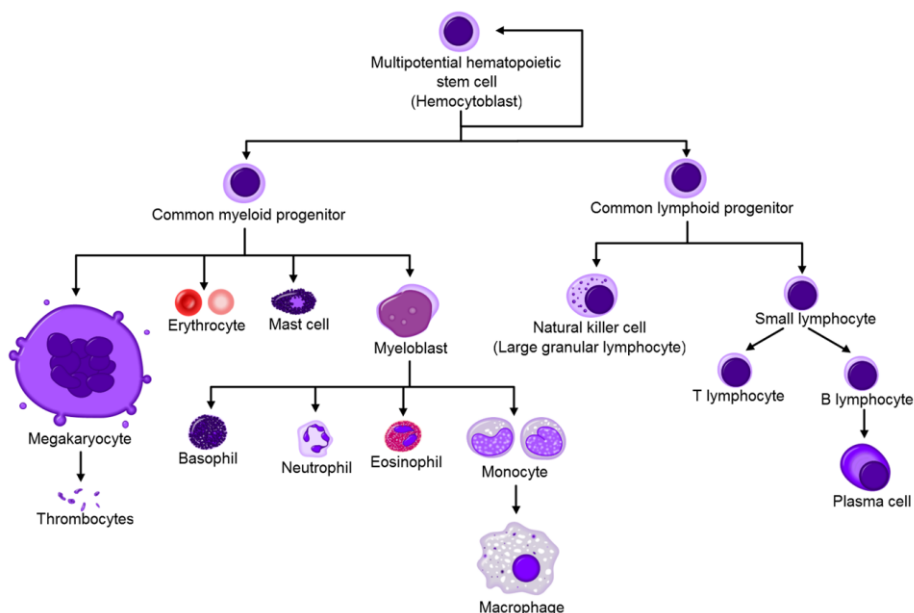 Multipotential hematopoietic
stem cell
(Hemocytoblast)
Common myeloid progenitor
Common lymphoid progenitor
Erythrocyte
Mast cell
Myeloblast
Natural killer cell
(Large granular lymphocyte)
Small lymphocyte
T lymphocyte
B lymphocyte
Megakaryocyte
Basophil
Neutrophil
Eosinophil
Monocyte
Plasma cell
Thrombocytes
Macrophage